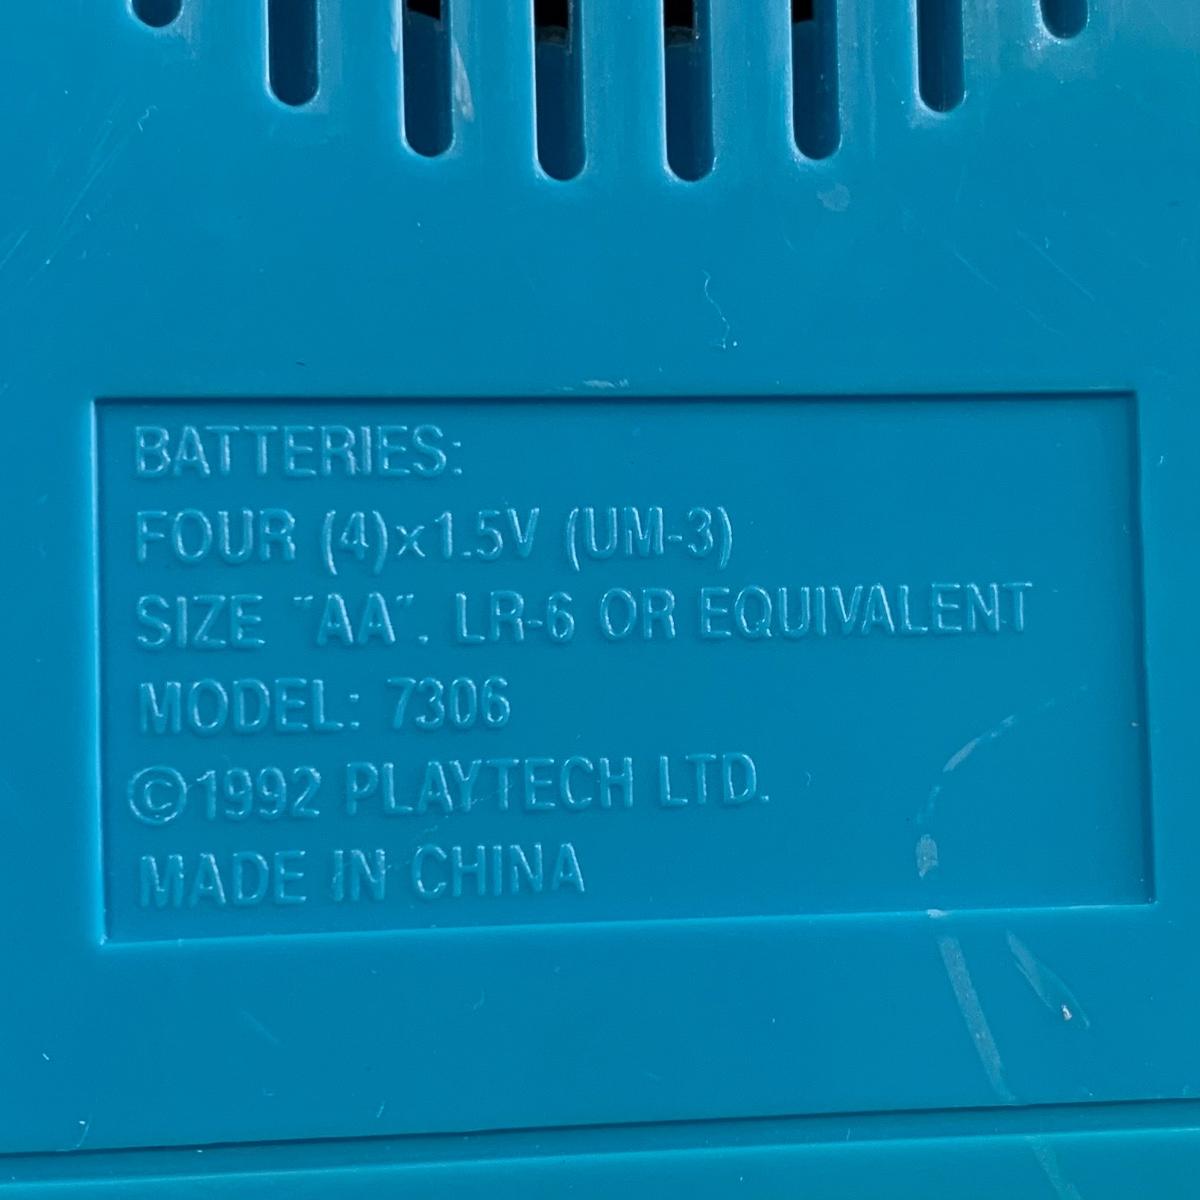 BATTERIES:
FOUR (4)×1.5V (UM-3)
SIZE "AA". LR-6 OR EQUIVALENT
MODEL: 7306
©1992 PLAYTECH LTD.
MADE IN CHINA